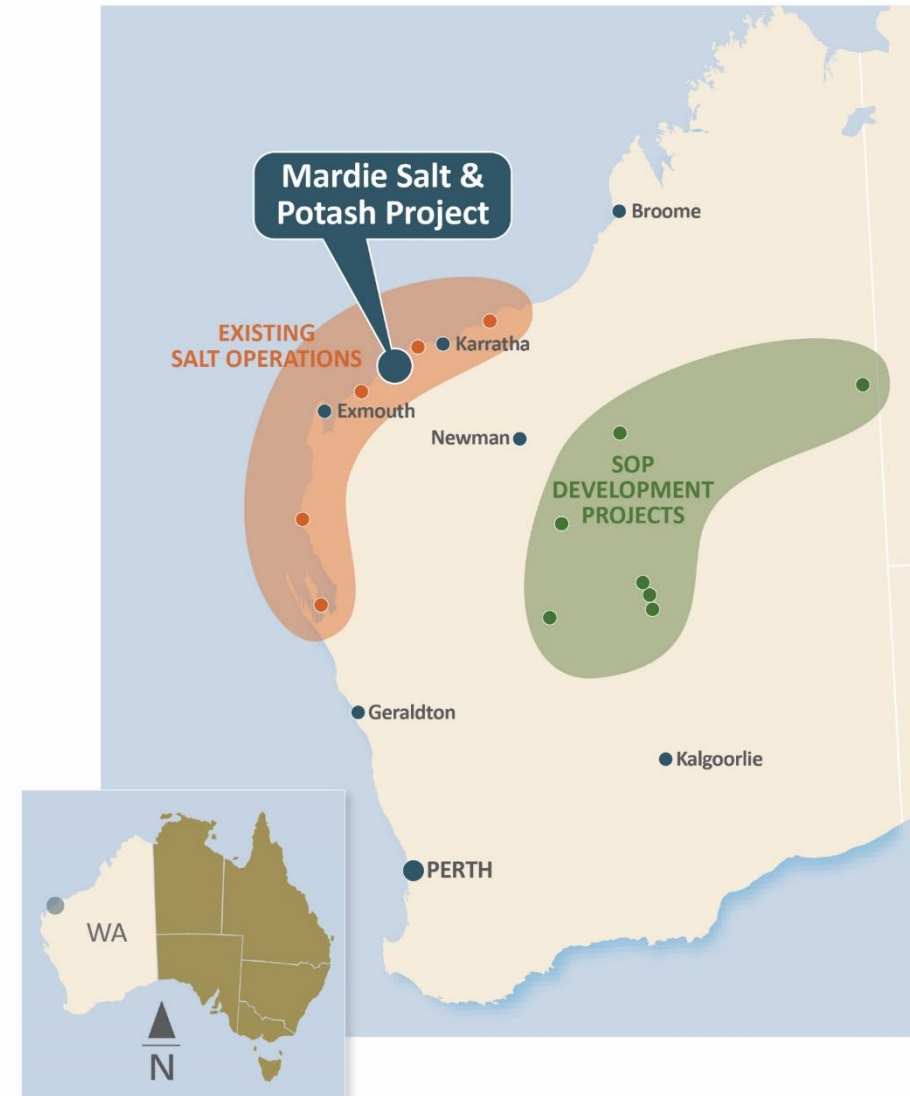 Mardie Salt &
Potash Project
Broome
EXISTING
SALT OPERATIONS
Karratha
Exmouth
Newman
SOP
DEVELOPMENT
PROJECTS
Geraldton
Kalgoorlie
PERTH
WA
N